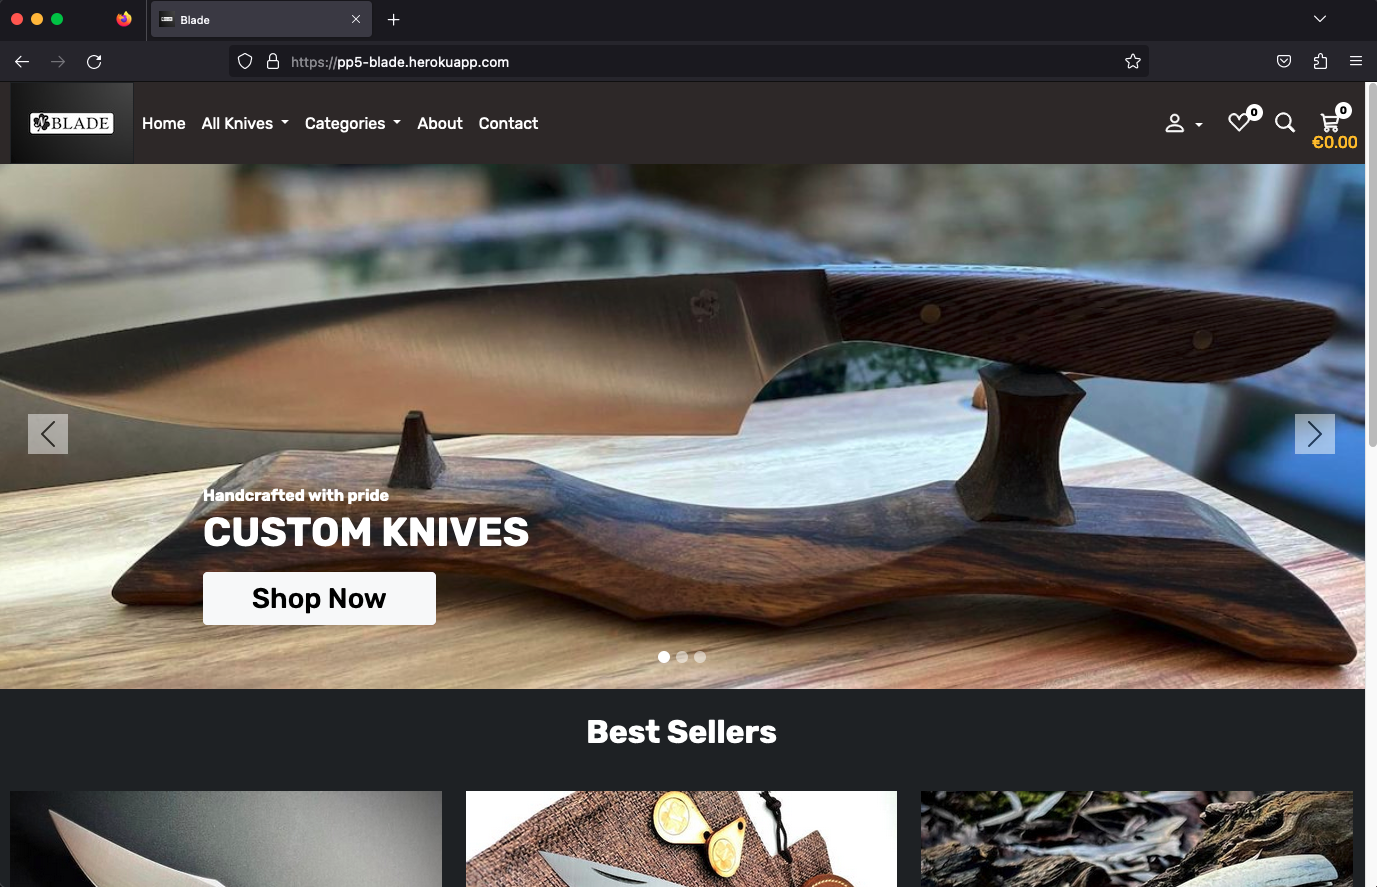 Blade
https://pp5-blade.herokuapp.com
BLADE
Home
All Knives
Categories
About
Contact
0
0
€0.00
Handcrafted with pride
CUSTOM KNIVES
Shop Now
Best Sellers